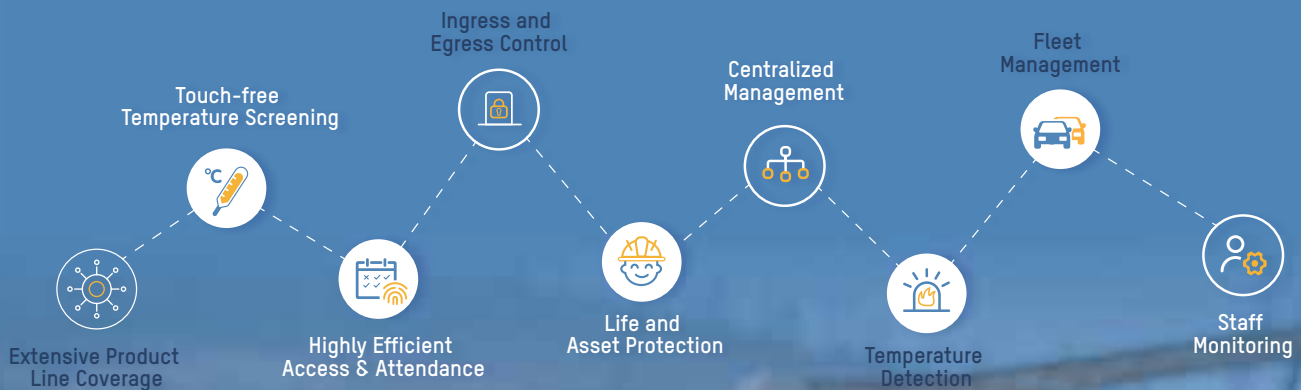 Extensive Product
Line Coverage
Touch-free
Temperature Screening
°C
Highly Efficient
Access & Attendance
Ingress and
Egress Control
Life and
Asset Protection
Centralized
Management
Temperature
Detection
Fleet
Management
Staff
Monitoring